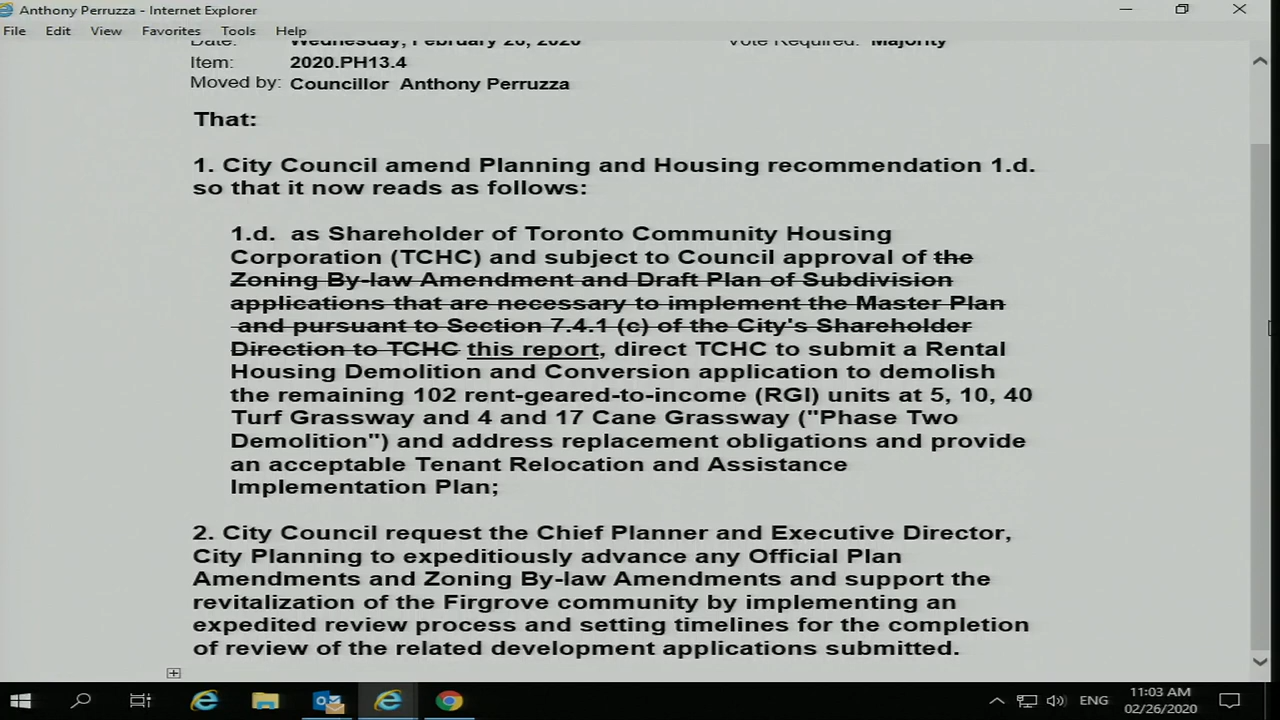 Anthony Perruzza - Internet Explorer
File Edit View Favorites Tools Help
Date: Wednesday, February 26, 2020 Vote Required: Majority
Item: 2020.PH13.4
Moved by: Councillor Anthony Perruzza
That:
1. City Council amend Planning and Housing recommendation 1.d.
so that it now reads as follows:
1.d. as Shareholder of Toronto Community Housing
Corporation (TCHC) and subject to Council approval of the
Zoning By-law Amendment and Draft Plan of Subdivision
applications that are necessary to implement the Master Plan
and pursuant to Section 7.4.1 (c) of the City's Shareholder
Direction to TCHC this report, direct TCHC to submit a Rental
Housing Demolition and Conversion application to demolish
the remaining 102 rent-geared-to-income (RGI) units at 5, 10, 40
Turf Grassway and 4 and 17 Cane Grassway ("Phase Two
Demolition") and address replacement obligations and provide
an acceptable Tenant Relocation and Assistance
Implementation Plan;
2. City Council request the Chief Planner and Executive Director,
City Planning to expeditiously advance any Official Plan
Amendments and Zoning By-law Amendments and support the
revitalization of the Firgrove community by implementing an
expedited review process and setting timelines for the completion
of review of the related development applications submitted.
ENG
11:03 AM
02/26/2020